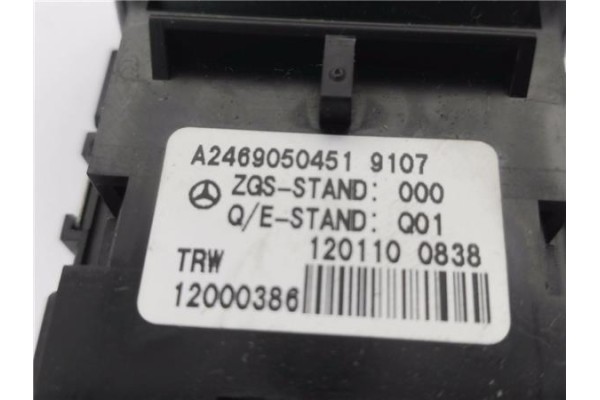 A2469050451 9107
ZGS-STAND: 000
Q/E-STAND: Q01
120110 0838
TRW
12000386